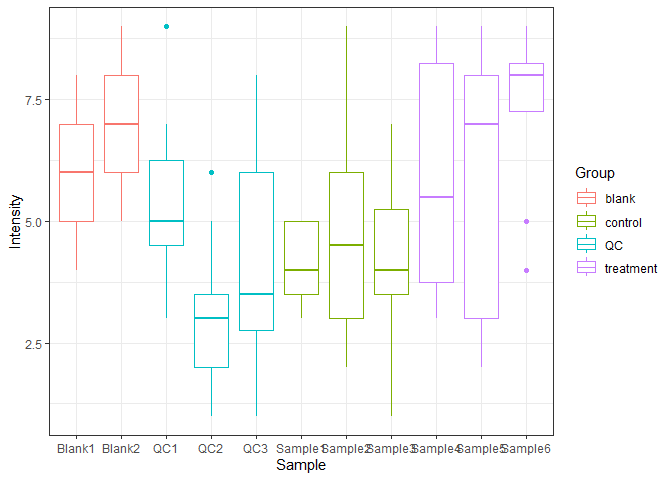 7.5
5.0
2.5
Intensity
Blank1 Blank2 QC1 QC2 QC3 Sample1 Sample2 Sample3 Sample4 Sample5 Sample6
Sample
Group
blank
control
QC
treatment